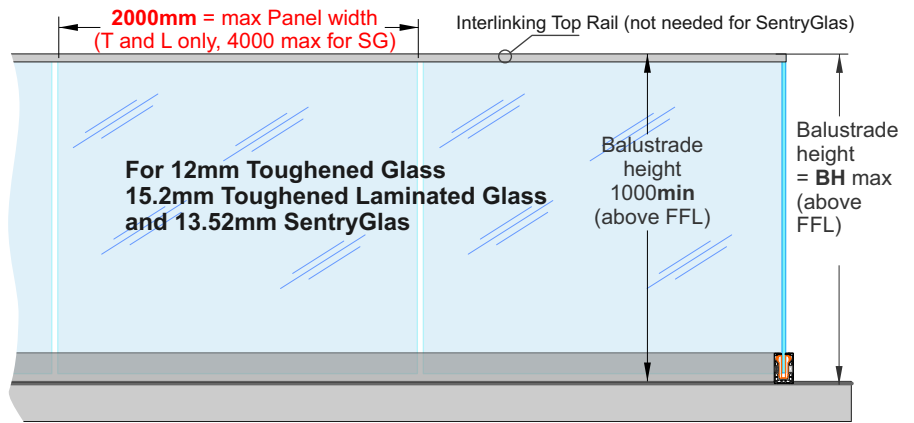 2000mm = max Panel width
(T and L only, 4000 max for SG)
Interlinking Top Rail (not needed for SentryGlas)
For 12mm Toughened Glass
15.2mm Toughened Laminated Glass
and 13.52mm SentryGlas
Balustrade
height
1000min
(above FFL)
Balustrade
height
= BH max
(above
FFL)